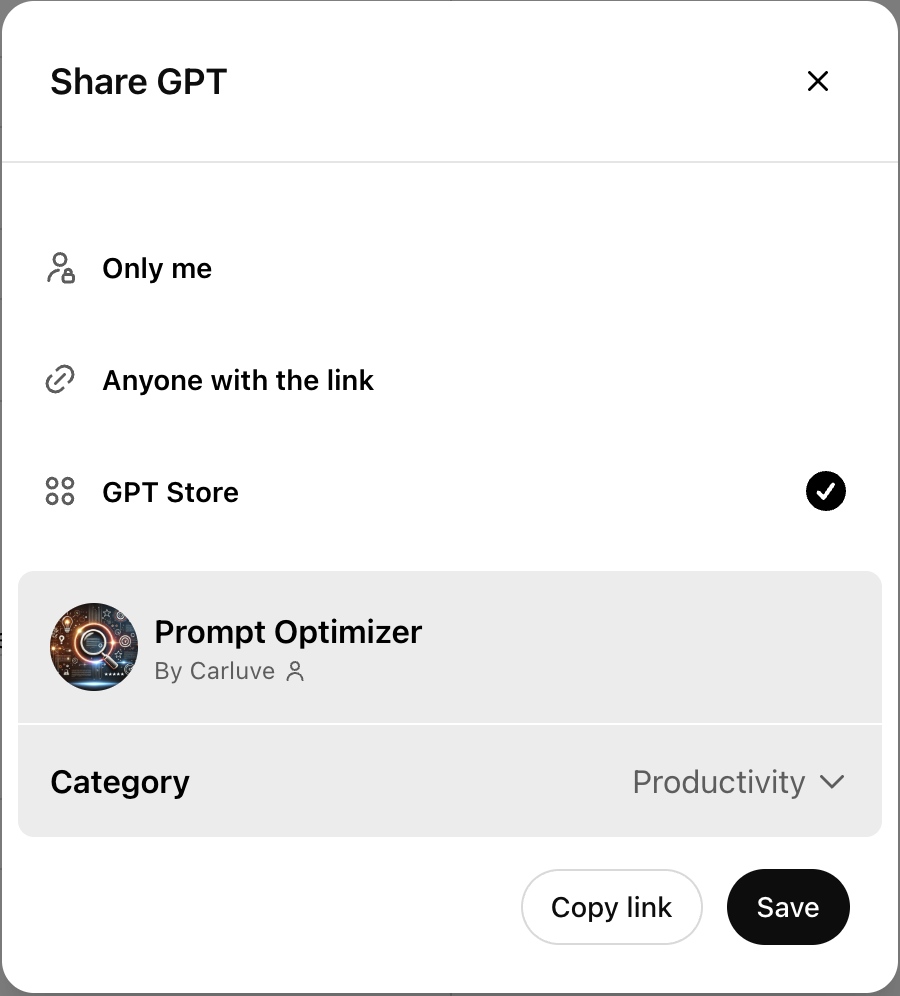 Share GPT
Only me
Anyone with the link
GPT Store
Prompt Optimizer
By Carluve
Category
Productivity
Copy link
Save